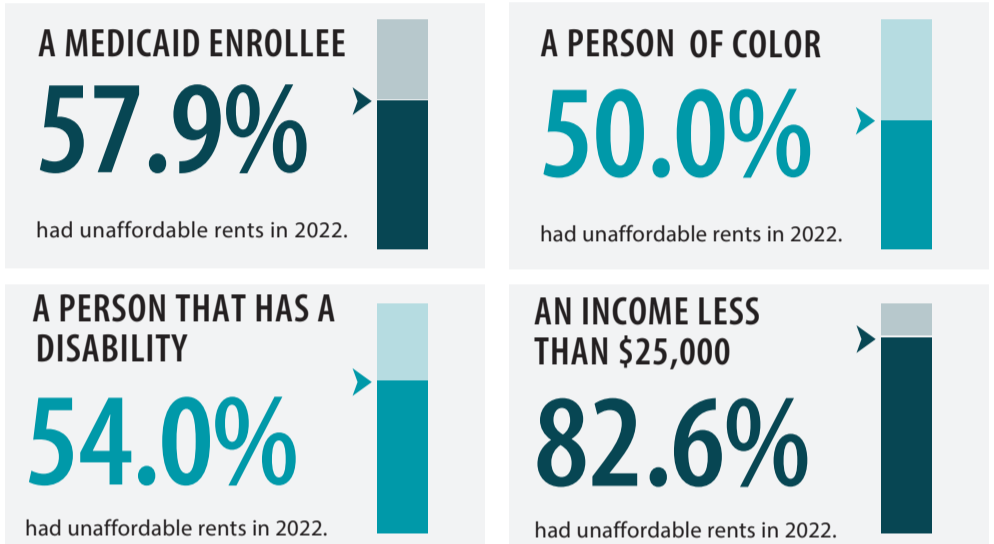 A MEDICAID ENROLLEE
57.9%
had unaffordable rents in 2022.
A PERSON OF COLOR
50.0%
had unaffordable rents in 2022.
A PERSON THAT HAS A
DISABILITY
54.0%
had unaffordable rents in 2022.
AN INCOME LESS
THAN $25,000
82.6%
had unaffordable rents in 2022.